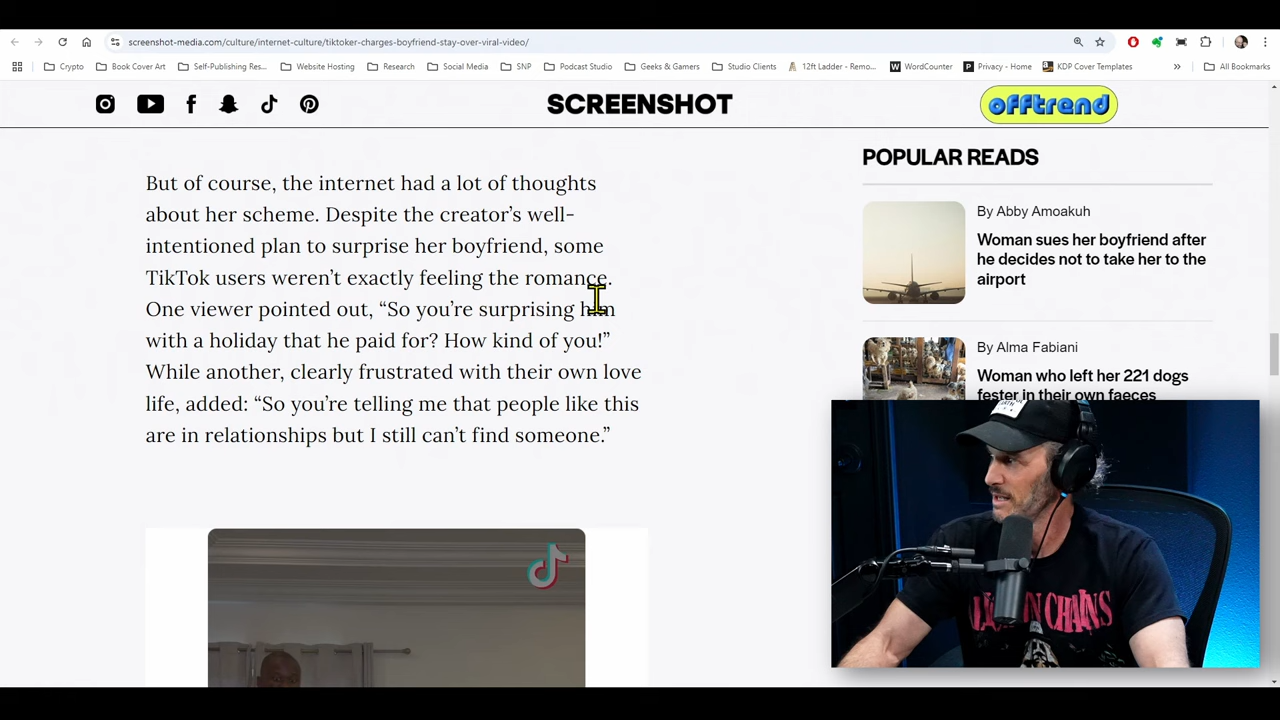 screenshot-media.com/culture/internet-culture/tiktoker-charges-boyfriend-stay-over-viral-video/
Crypto
Book Cover Art
Self-Publishing Res...
Website Hosting
Research
Social Media
SNP
Podcast Studio
Geeks & Gamers
Studio Clients
12ft Ladder – Remo...
WordCounter
Privacy - Home
KDP Cover Templates
All Bookmarks
SCREENSHOT
offtrend
But of course, the internet had a lot of thoughts
about her scheme. Despite the creator’s well-
intentioned plan to surprise her boyfriend, some
TikTok users weren’t exactly feeling the romance.
One viewer pointed out, “So you’re surprising him
with a holiday that he paid for? How kind of you!”
While another, clearly frustrated with their own love
life, added: “So you’re telling me that people like this
are in relationships but I still can’t find someone.”
POPULAR READS
By Abby Amoakuh
Woman sues her boyfriend after
he decides not to take her to the
airport
By Alma Fabiani
Woman who left her 221 dogs
fester in their own faeces
CHAINS